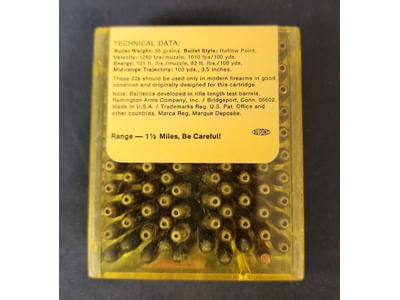 TECHNICAL DATA:
Bullet Weight: 36 grains. Bullet Style: Hollow Point.
Velocity: 1280 fps/muzzle, 1010 fps/100 yds.
Energy: 131 ft. lbs./muzzle, 82 ft. lbs./100 yds.
Mid-range Trajectory: 100 yds., 3.5 inches.
These 22s should be used only in modern firearms in good
condition and originally designed for this cartridge.
Note: Ballistics developed in rifle length test barrels.
Remington Arms Company, Inc. / Bridgeport, Conn. 06602,
Made in U.S.A. / Trademarks Reg. U.S. Pat. Office and
other countries. Marca Reg, Marque Deposée.
Range — 1½ Miles, Be Careful!